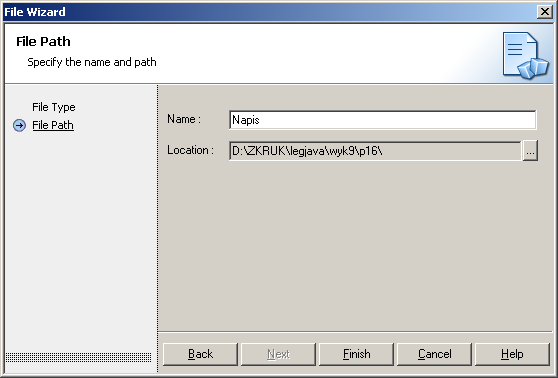 File Wizard
File Path
Specify the name and path
File Type
File Path
Name :
Napis
Location :
D:\ZKRUK\legjava\wyk9\p16\
...
Back
Next
Finish
Cancel
Help